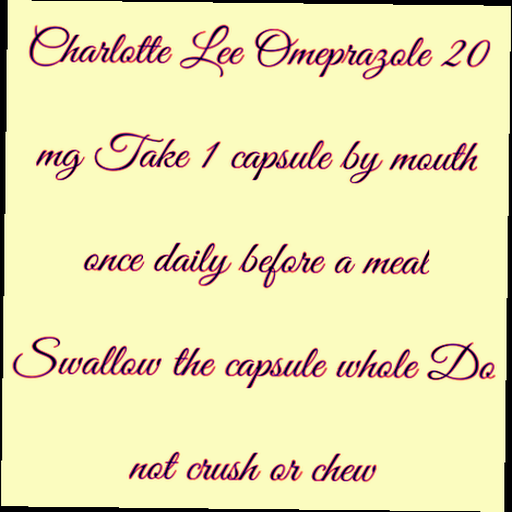 Charlotte Lee Omeprazole 20
mg Take 1 capsule by mouth
once daily before a meal
Swallow the capsule whole Do
not crush or chew